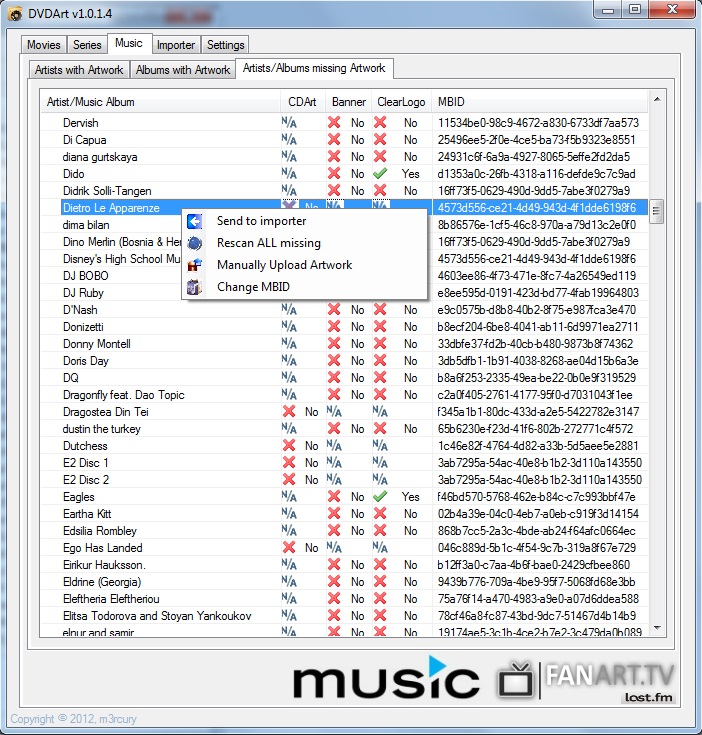 DVDArt v1.0.1.4
Movies Series Music Importer Settings
Artists with Artwork Albums with Artwork Artists/Albums missing Artwork
Artist/Music Album CDArt Banner ClearLogo MBID
Dervish N/A No No 11534be0-98c9-4672-a830-6733df7aa573
Di Capua N/A No No 25496ee5-2f0e-4ce5-ba73-f5b9323e8551
diana gurtskaya N/A No No 24931c6f-6a9a-4927-8065-5effe2fd2da5
Dido N/A No Yes d1353a0c-26fb-4318-a116-defde9c7c9ad
Didrik Solli-Tangen N/A No No 16ff73f5-0629-490d-9dd5-7abe3f0279a9
Dietro Le Apparenze No N/A N/A 4573d556-ce21-4d49-943d-4f1dde6198f6
dima bilan 8b86576e-1cf5-46c8-970a-a79d13c2e0f0
Dino Merlin (Bosnia & He 16ff73f5-0629-490d-9dd5-7abe3f0279a9
Disney's High School Mu 4573d556-ce21-4d49-943d-4f1dde6198f6
DJ BOBO 4603ee86-4f73-471e-8fc7-4a26549ed119
DJ Ruby e8ee595d-0191-423d-bd77-4fab19964803
Send to importer
Rescan ALL missing
Manually Upload Artwork
Change MBID
D'Nash N/A No No e9c0575b-d8b8-40b2-8f75-e987fca3e470
Donizetti N/A No No b8ecf204-6be8-4041-ab11-6d9971ea2711
Donny Montell N/A No No 33dbfe37-fd2b-40cb-b480-9873b8f74362
Doris Day N/A No No 3db5dfb1-1b91-4038-8268-ae04d15b6a3e
DQ N/A No No b8a6f253-2335-49ea-be22-0b0e9f319529
Dragonfly feat. Dao Topic N/A No No c2a0f405-2761-4177-95f0-d7031043f1ee
Dragostea Din Tei No N/A N/A f345a1b1-80dc-433d-a2e5-5422782e3147
dustin the turkey N/A No No 65b6230e-f23d-41f6-802b-272771c4f572
Dutchess No N/A N/A 1c46e82f-4764-4d82-a33b-5d5aee5e2881
E2 Disc 1 No N/A N/A 3ab7295a-54ac-40e8-b1b2-3d110a143550
E2 Disc 2 No N/A N/A 3ab7295a-54ac-40e8-b1b2-3d110a143550
Eagles N/A No Yes f46bd570-5768-462e-b84c-c7c993bbf47e
Eartha Kitt N/A No No 02b4a39e-04c0-4eb7-a0eb-c919f3d14154
Edsilia Rombley N/A No No 868b7cc5-2a3c-4bde-ab24-f64afc0664ec
Ego Has Landed No N/A N/A 046c889d-5b1c-4f54-9c7b-319a8f67e729
Eirikur Hauksson. N/A No No b12ff3a0-c7aa-4b6f-bae0-2429cfbee860
Eldrine (Georgia) N/A No No 9439b776-709a-4be9-95f7-5068fd68e3bb
Eleftheria Eleftheriou N/A No No 75a76f14-a470-4983-a9e0-a07d6ddea588
Elitsa Todorova and Stoyan Yankoukov N/A No No 78cf46a8-fc87-43bd-9dc7-51467d4b14b9
elnur and samir N/A No No 19174ae5-3c1b-4ce2-b7e2-3c479da0b089
music FANART.TV
last.fm
Copyright © 2012, m3rcury